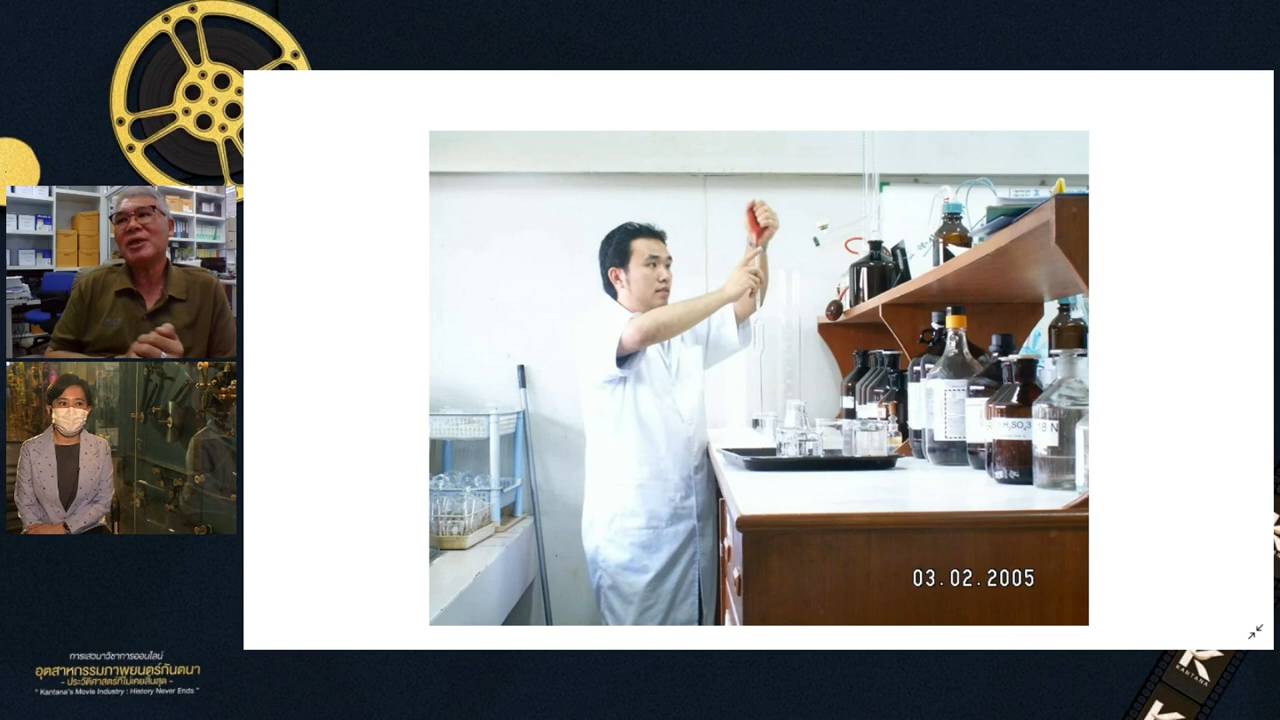 H₂SO₄
8 N
03.02.2005
การเสวนาวิชาการออนไลน์
อุตสาหกรรมภาพยนตร์กันตนา
- ประวัติศาสตร์ที่ไม่เคยสิ้นสุด -
" Kantana's Movie Industry : History Never Ends "
KANTANA